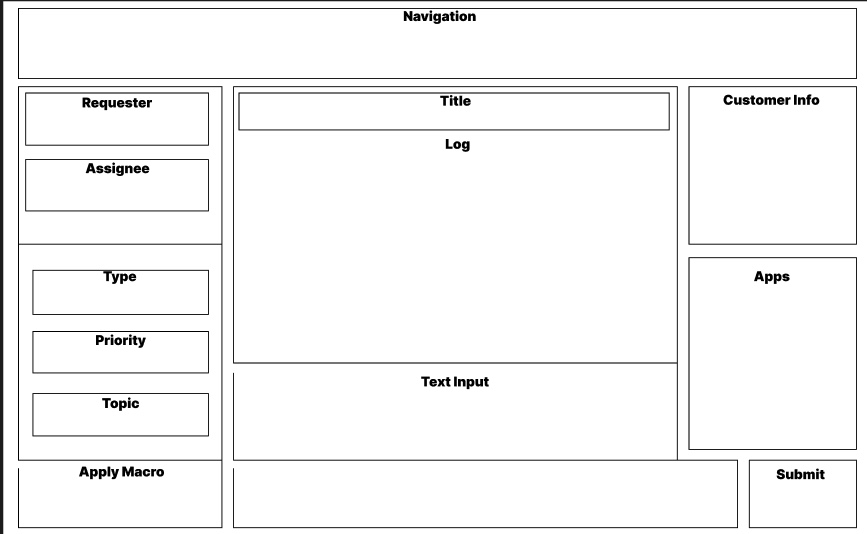 Navigation
Requester
Assignee
Type
Priority
Topic
Apply Macro
Title
Log
Text Input
Customer Info
Apps
Submit